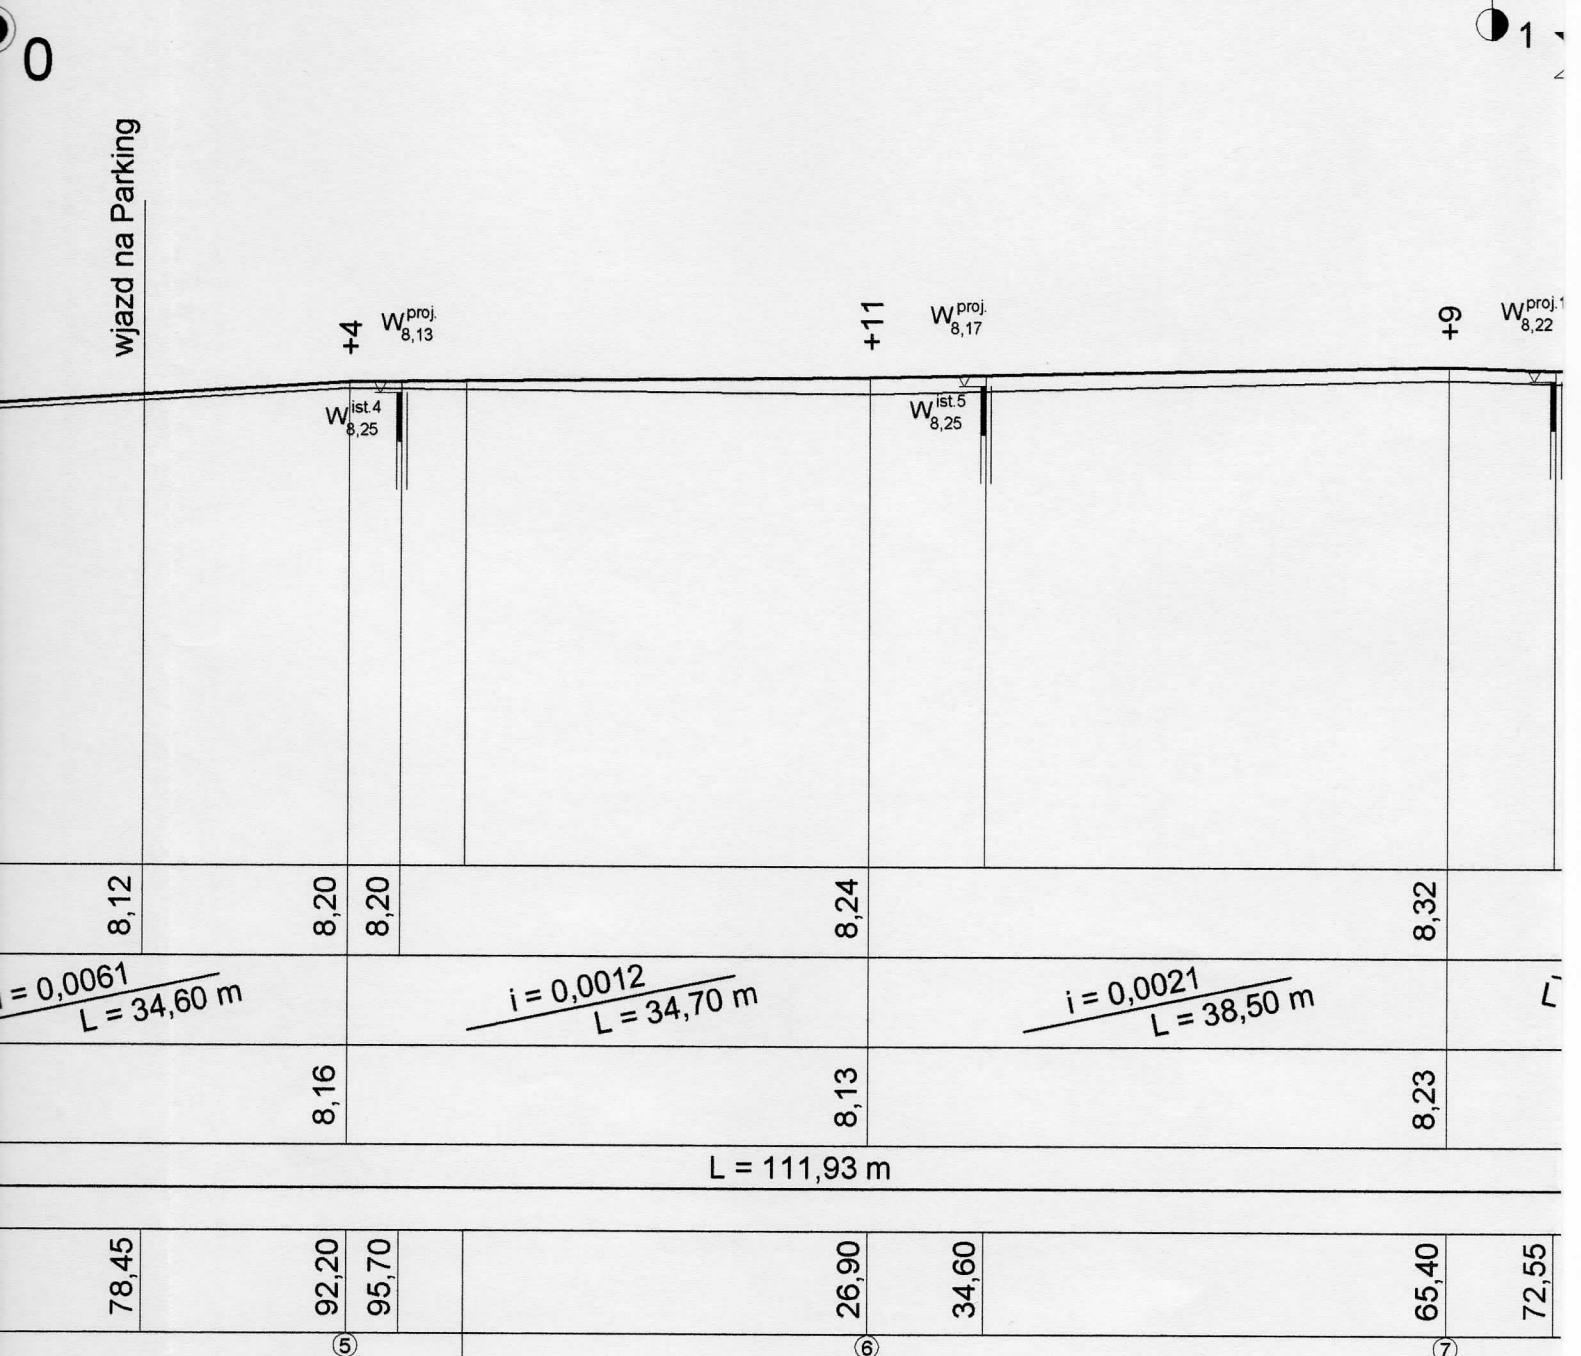 0
1
wjazd na Parking
+4
W proj. 8,13
+11
W proj. 8,17
+9
W proj.1 8,22
W ist.4 8,25
W ist.5 8,25
8,12
8,20
8,20
8,24
8,32
i = 0,0061
L = 34,60 m
i = 0,0012
L = 34,70 m
i = 0,0021
L = 38,50 m
L
8,16
8,13
8,23
L = 111,93 m
78,45
92,20
95,70
26,90
34,60
65,40
72,55
5
6
7